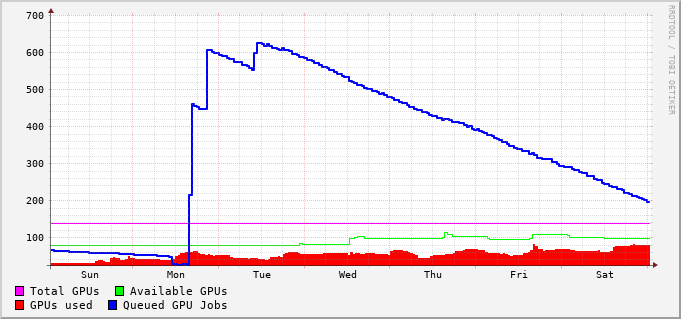 700
600
500
400
300
200
100
Sun Mon Tue Wed Thu Fri Sat
Total GPUs Available GPUs
GPUs used Queued GPU Jobs
RRDTOOL / TOBI OETIKER